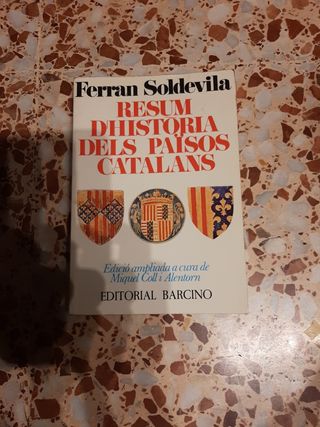 Ferran Soldevila
RESUM
D'HISTÒRIA
DELS PAÏSOS
CATALANS
Edició ampliada a cura de
Miquel Coll i Alentorn
EDITORIAL BARCINO